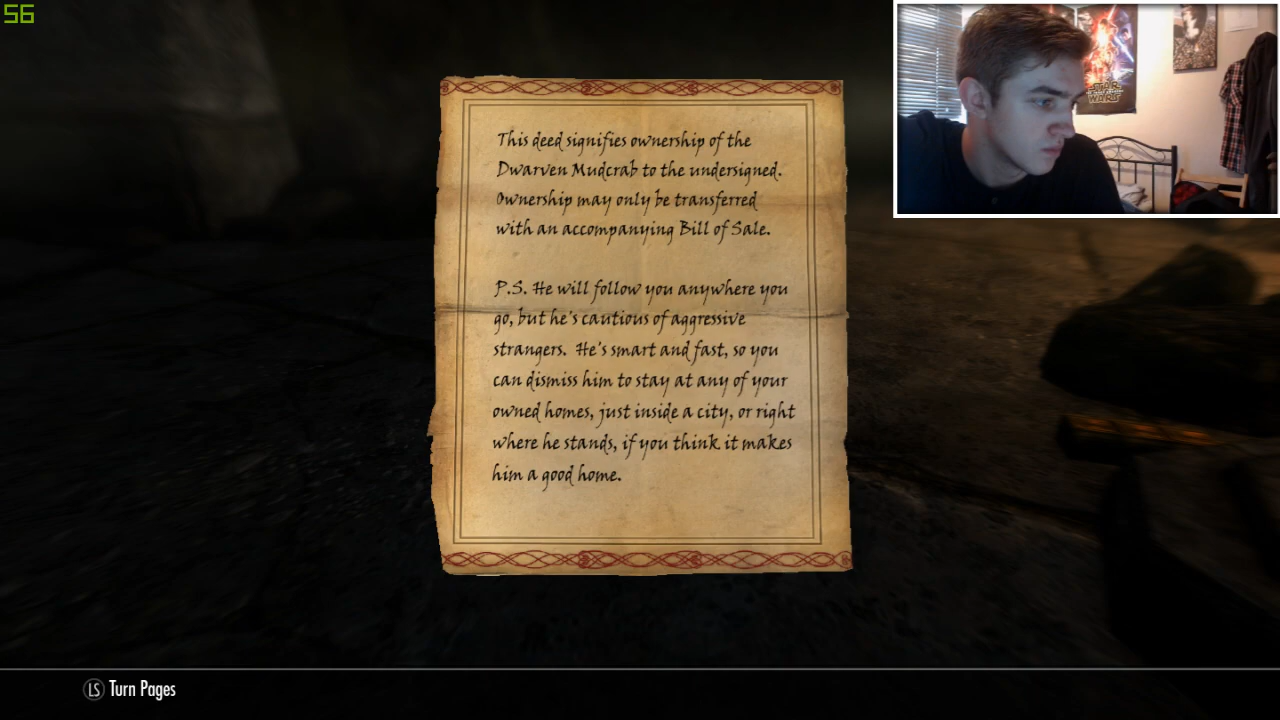 56
STAR
WARS
This deed signifies ownership of the
Dwarven Mudcrab to the undersigned.
Ownership may only be transferred
with an accompanying Bill of Sale.
P.S. He will follow you anywhere you
go, but he's cautious of aggressive
strangers. He's smart and fast, so you
can dismiss him to stay at any of your
owned homes, just inside a city, or right
where he stands, if you think it makes
him a good home.
LS Turn Pages